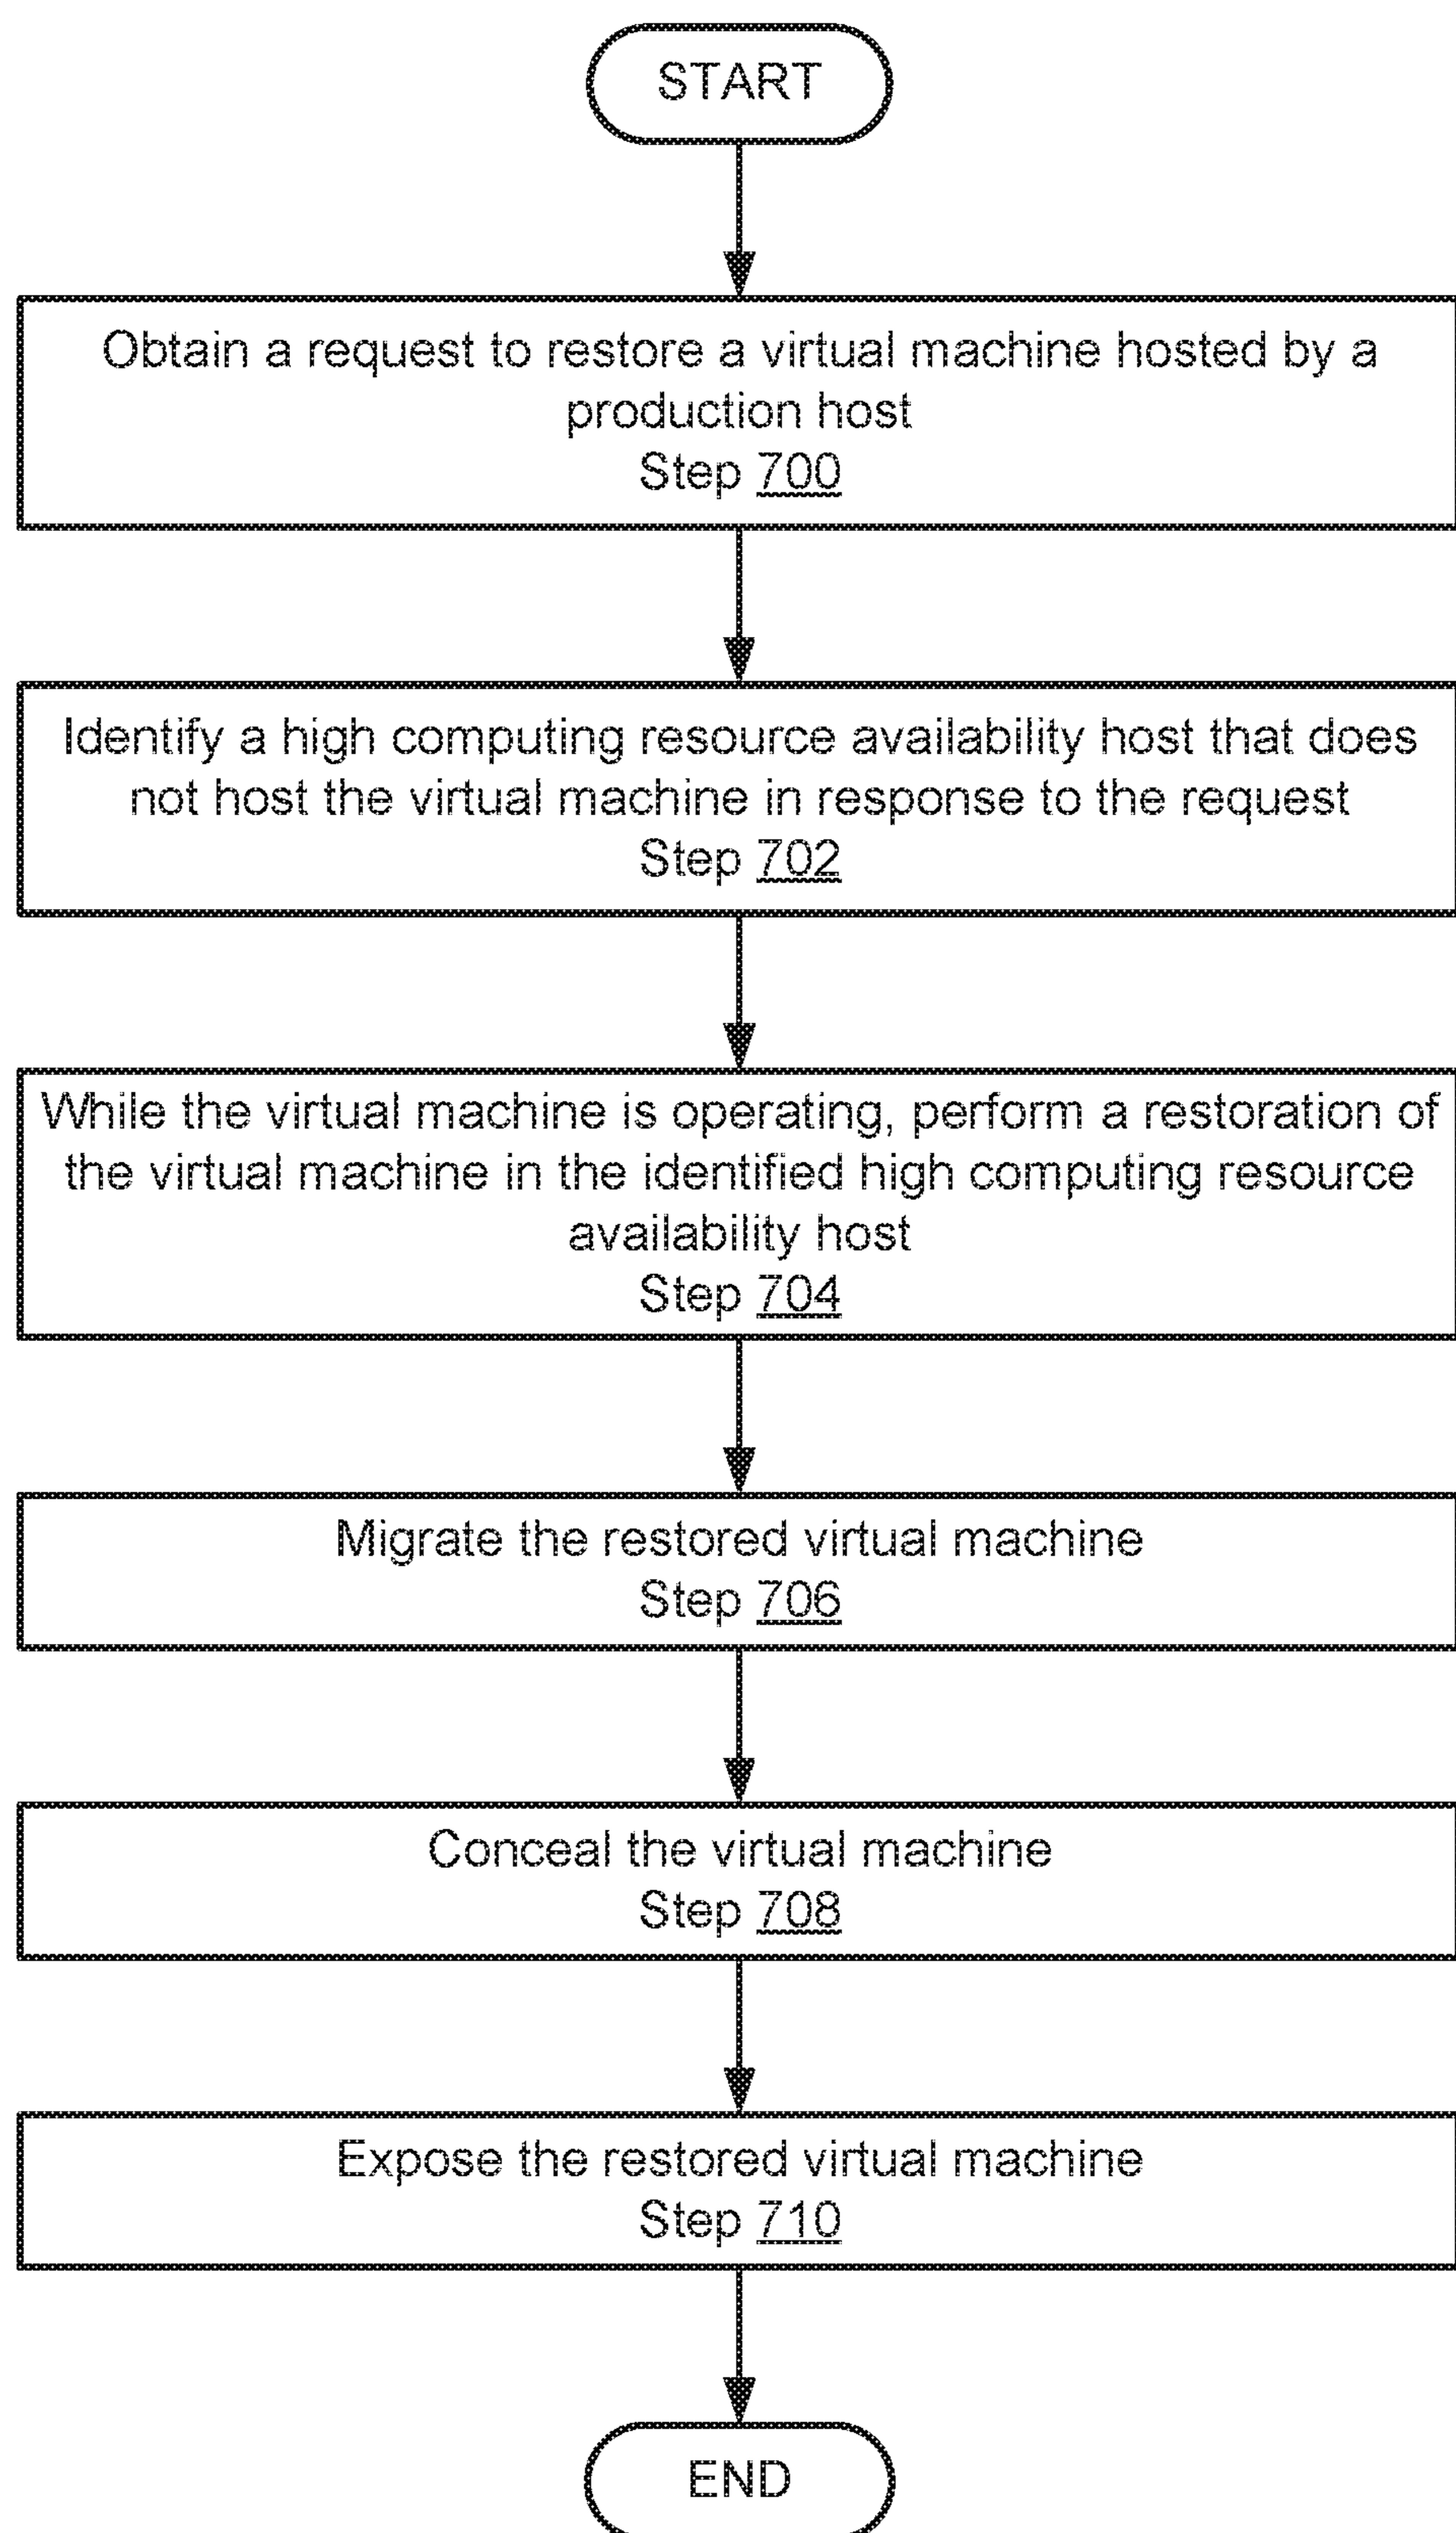 START
Obtain a request to restore a virtual machine hosted by a
production host
Step 700
Identify a high computing resource availability host that does
not host the virtual machine in response to the request
Step 702
While the virtual machine is operating, perform a restoration of
the virtual machine in the identified high computing resource
availability host
Step 704
Migrate the restored virtual machine
Step 706
Conceal the virtual machine
Step 708
Expose the restored virtual machine
Step 710
END